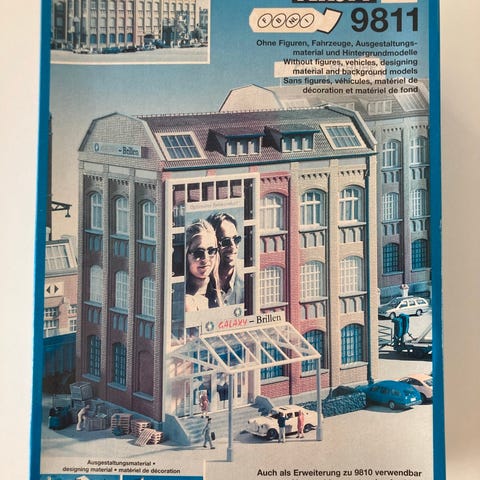 9811
Ohne Figuren, Fahrzeuge, Ausgestaltungs-
material und Hintergrundmodelle
Without figures, vehicles, designing
material and background models
Sans figures, véhicules, matériel de
décoration et matériel de fond
GALAXY – Brillen
Ausgestaltungsmaterial •
designing material • matériel de décoration
Auch als Erweiterung zu 9810 verwendbar